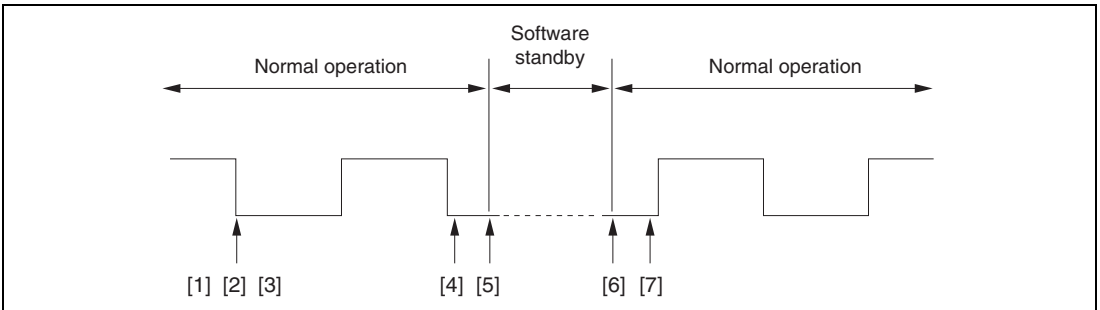 Software
standby
Normal operation
Normal operation
[1] [2] [3]
[4] [5]
[6] [7]